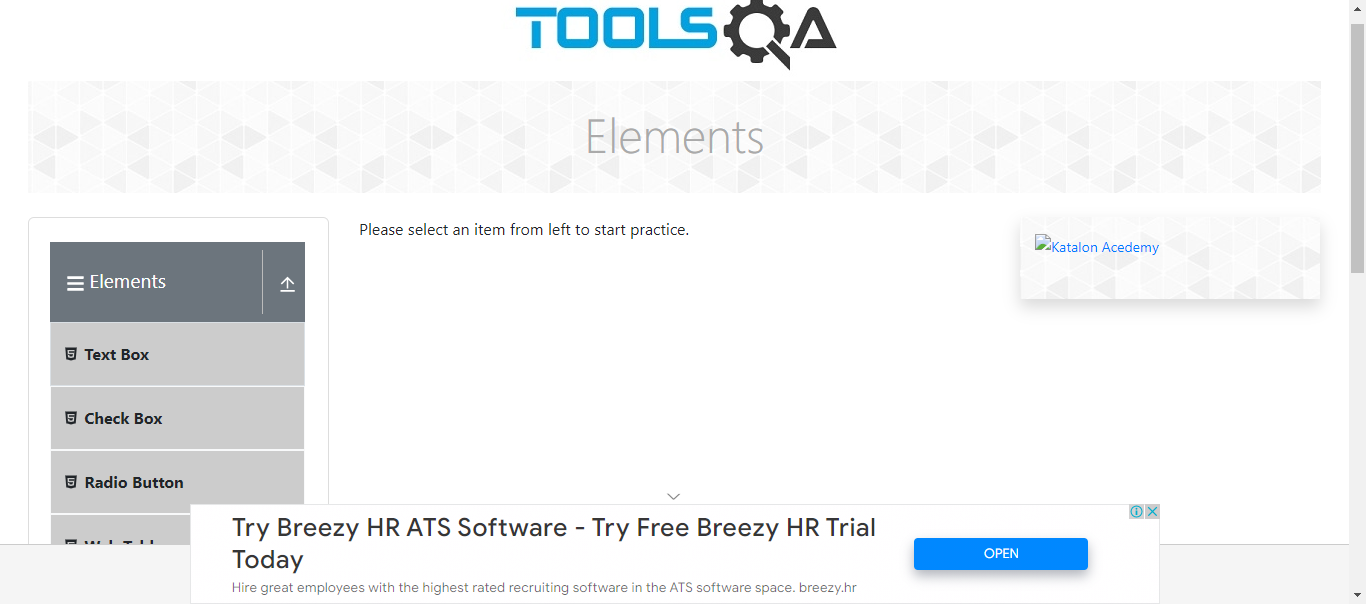 TOOLSQA
Elements
Elements
Text Box
Check Box
Radio Button
Please select an item from left to start practice.
Katalon Acedemy
Try Breezy HR ATS Software - Try Free Breezy HR Trial
Today
Hire great employees with the highest rated recruiting software in the ATS software space. breezy.hr
OPEN